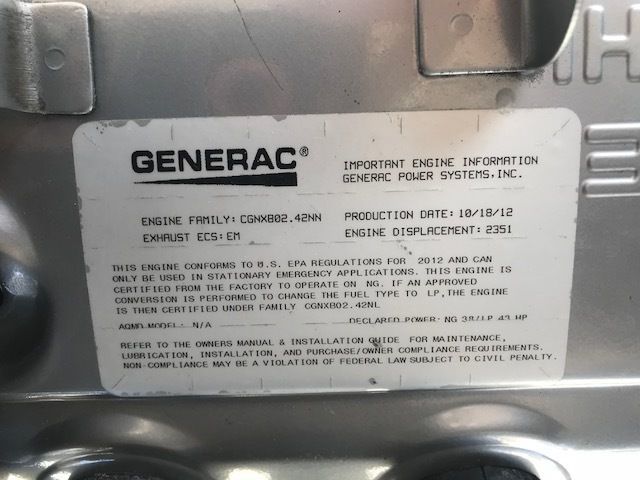 GENERAC®
IMPORTANT ENGINE INFORMATION
GENERAC POWER SYSTEMS, INC.
ENGINE FAMILY: CGNXB02.42NN PRODUCTION DATE: 10/18/12
EXHAUST ECS: EM ENGINE DISPLACEMENT: 2351
THIS ENGINE CONFORMS TO U.S. EPA REGULATIONS FOR 2012 AND CAN
ONLY BE USED IN STATIONARY EMERGENCY APPLICATIONS. THIS ENGINE IS
CERTIFIED FROM THE FACTORY TO OPERATE ON NG. IF AN APPROVED
CONVERSION IS PERFORMED TO CHANGE THE FUEL TYPE TO LP, THE ENGINE
IS THEN CERTIFIED UNDER FAMILY CGNXB02.42NL
AQMD MODEL: N/A DECLARED POWER: NG 38/LP 43 HP
REFER TO THE OWNERS MANUAL & INSTALLATION GUIDE FOR MAINTENANCE,
LUBRICATION, INSTALLATION, AND PURCHASE/OWNER COMPLIANCE REQUIREMENTS.
NON-COMPLIANCE MAY BE A VIOLATION OF FEDERAL LAW SUBJECT TO CIVIL PENALTY.